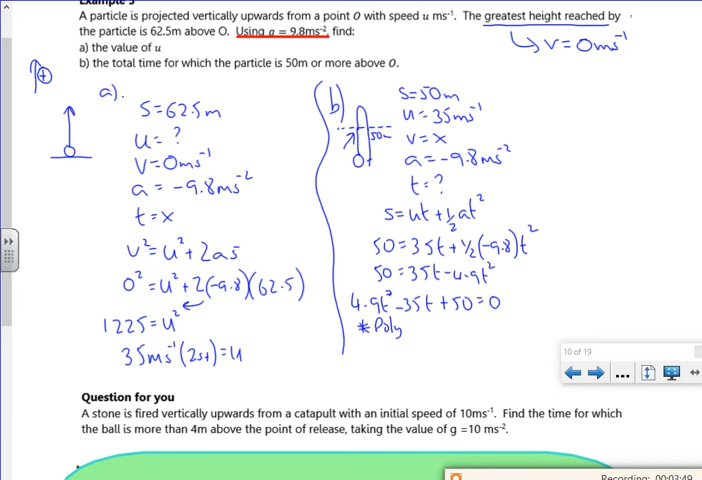 A particle is projected vertically upwards from a point O with speed u ms⁻¹. The greatest height reached by
the particle is 62.5m above O. Using g = 9.8ms⁻², find:
a) the value of u
b) the total time for which the particle is 50m or more above O.
↳ v = 0ms⁻¹
+
a).
s = 62.5m
u = ?
v = 0ms⁻¹
a = -9.8ms⁻²
t = x
v² = u² + 2as
0² = u² + 2(-9.8)(62.5)
1225 = u²
35ms⁻¹ (2sf) = u
b)
50m
s = 50m
u = 35ms⁻¹
v = x
a = -9.8ms⁻²
t = ?
s = ut + ½at²
50 = 35t + ½(-9.8)t²
50 = 35t - 4.9t²
4.9t² - 35t + 50 = 0
*Poly
10 of 19
...
Question for you
A stone is fired vertically upwards from a catapult with an initial speed of 10ms⁻¹. Find the time for which
the ball is more than 4m above the point of release, taking the value of g =10 ms⁻².
Recording: 00:03:49